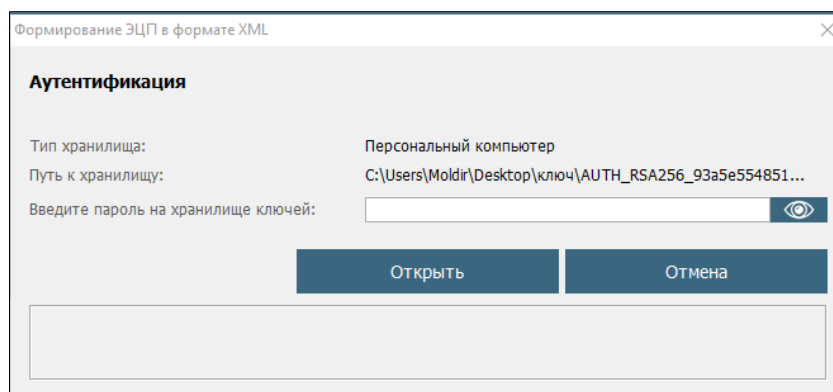 Формирование ЭЦП в формате XML
Аутентификация
Тип хранилища: Персональный компьютер
Путь к хранилищу: C:\Users\Moldir\Desktop\ключ\AUTH_RSA256_93a5e554851...
Введите пароль на хранилище ключей:
Открыть Отмена